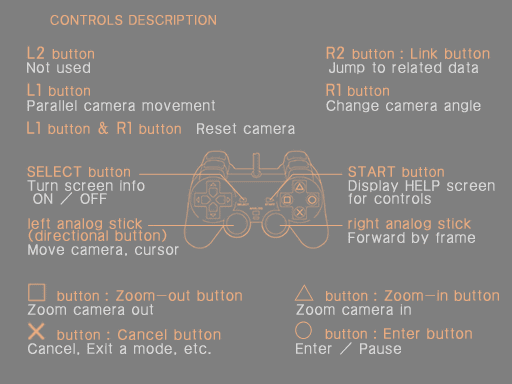 CONTROLS DESCRIPTION
L2 button
Not used
R2 button : Link button
Jump to related data
L1 button
Parallel camera movement
R1 button
Change camera angle
L1 button & R1 button Reset camera
SELECT button
Turn screen info
ON / OFF
START button
Display HELP screen
for controls
left analog stick
(directional button)
Move camera, cursor
right analog stick
Forward by frame
button : Zoom-out button
Zoom camera out
button : Zoom-in button
Zoom camera in
button : Cancel button
Cancel, Exit a mode, etc.
button : Enter button
Enter / Pause